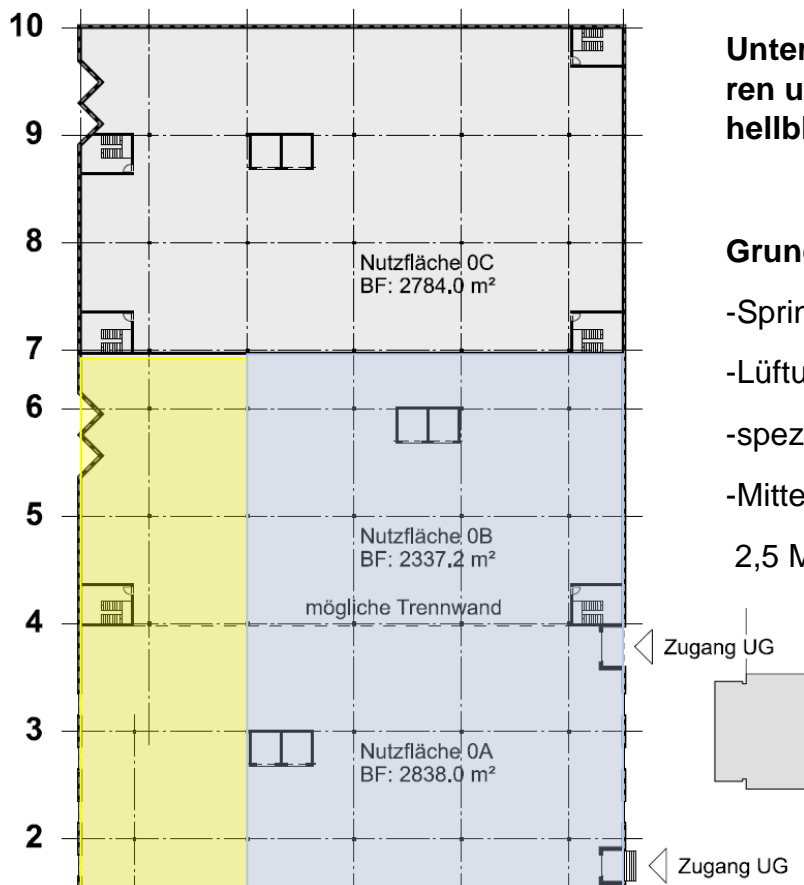 10
9
8
7
6
5
4
3
2
Nutzfläche 0C
BF: 2784.0 m²
Nutzfläche 0B
BF: 2337.2 m²
mögliche Trennwand
Nutzfläche 0A
BF: 2838.0 m²
Zugang UG
Zugang UG
Unter
ren u
hellbl
Grun
-Sprin
-Lüftu
-spez
-Mitte
2,5 M